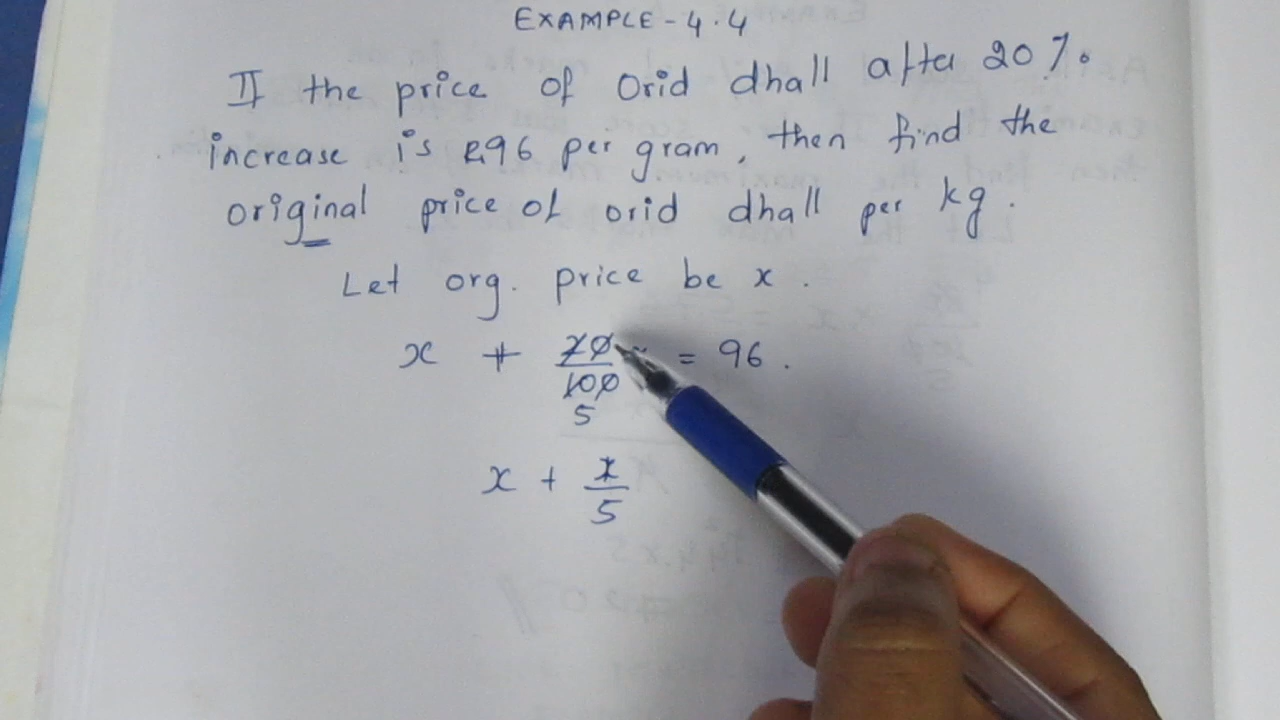 EXAMPLE - 4.4
If the price of Orid dhall after 20%
increase is ₹96 per gram, then find the
original price of orid dhall per kg.
Let org. price be x.
x + 20/100 x = 96.
5
x + x/5